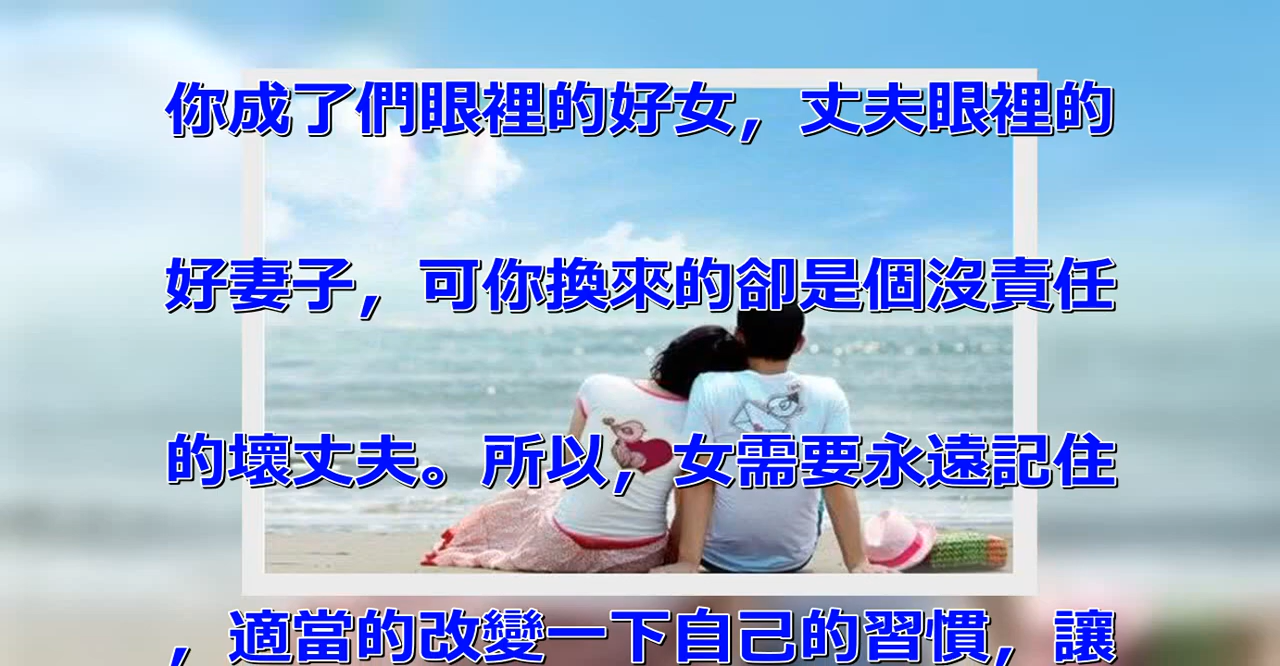 你成了們眼裡的好女，丈夫眼裡的
好妻子，可你換來的卻是個沒責任
的壞丈夫。所以，女需要永遠記住
，適當的改變一下自己的習慣，讓